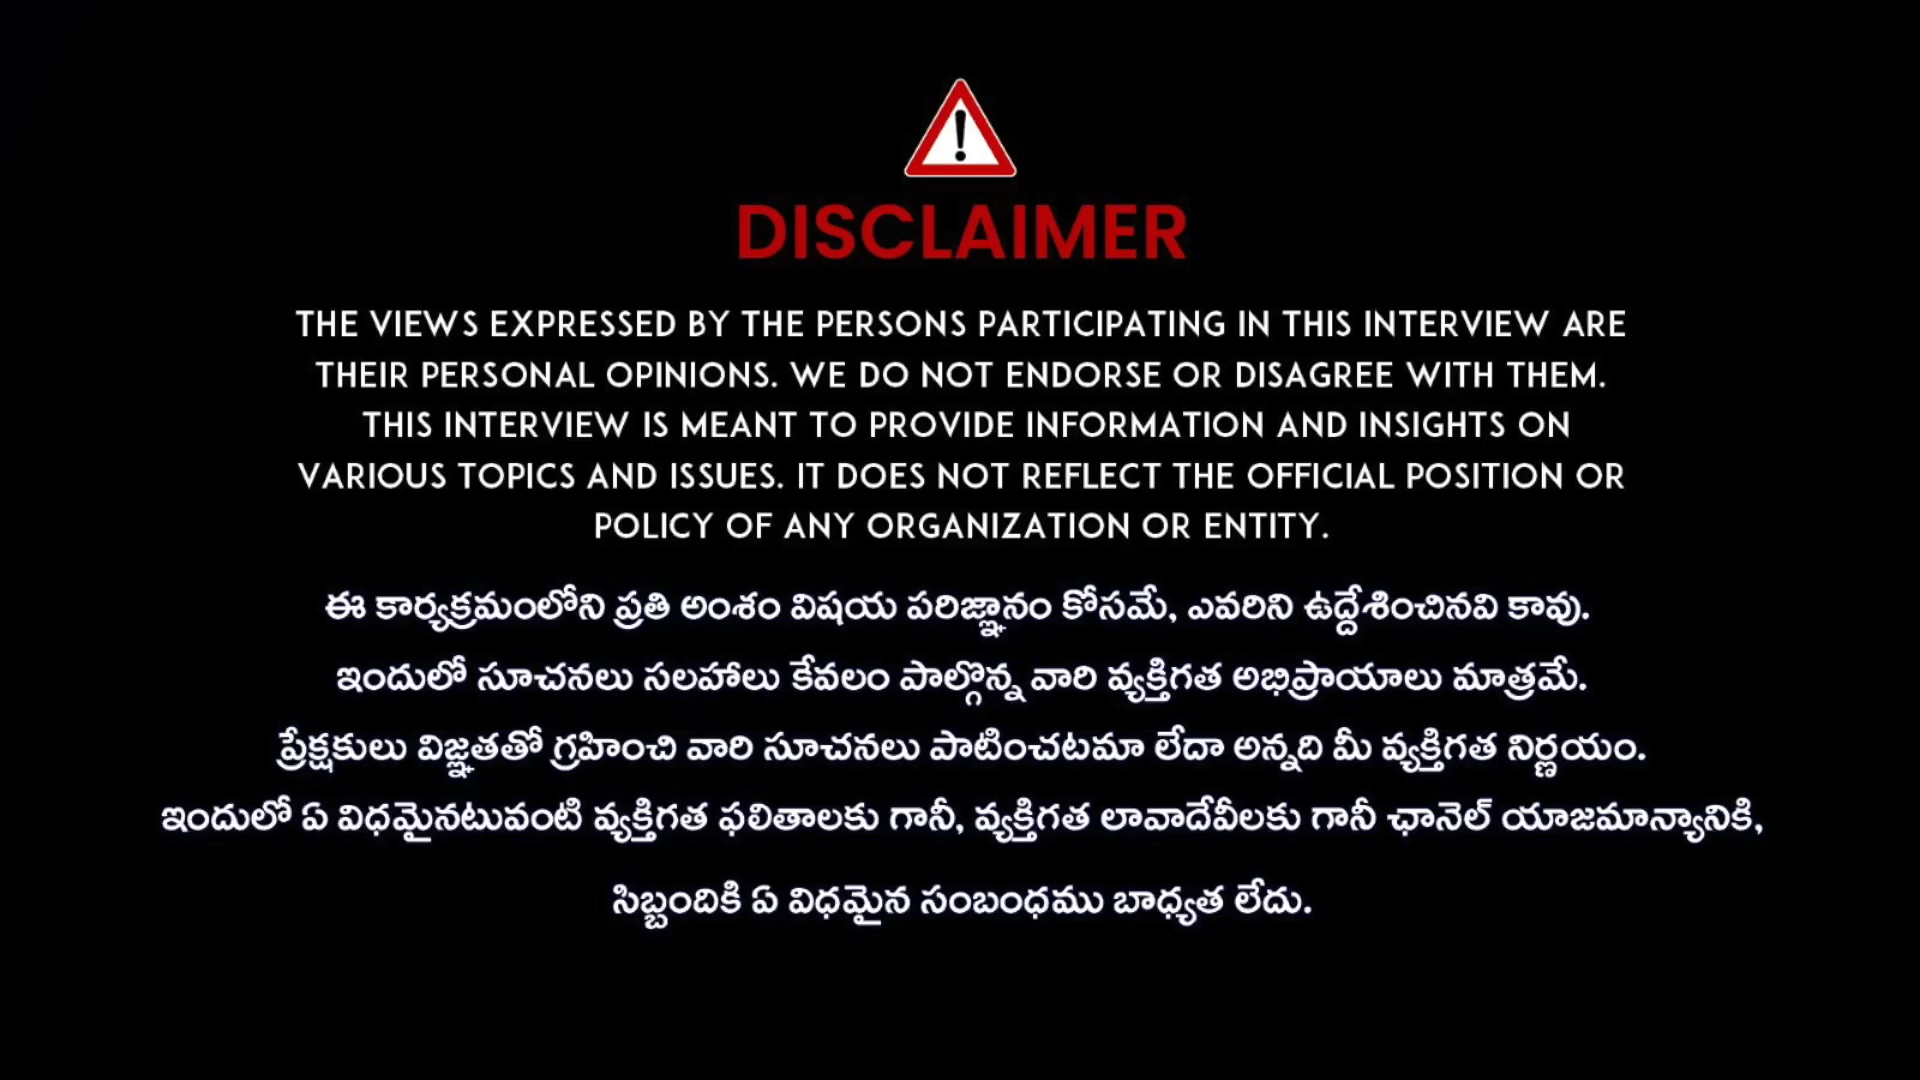 DISCLAIMER
THE VIEWS EXPRESSED BY THE PERSONS PARTICIPATING IN THIS INTERVIEW ARE
THEIR PERSONAL OPINIONS. WE DO NOT ENDORSE OR DISAGREE WITH THEM.
THIS INTERVIEW IS MEANT TO PROVIDE INFORMATION AND INSIGHTS ON
VARIOUS TOPICS AND ISSUES. IT DOES NOT REFLECT THE OFFICIAL POSITION OR
POLICY OF ANY ORGANIZATION OR ENTITY.
ఈ కార్యక్రమంలోని ప్రతి అంశం విషయ పరిజ్ఞానం కోసమే, ఎవరిని ఉద్దేశించినవి కావు.
ఇందులో సూచనలు సలహాలు కేవలం పాల్గొన్న వారి వ్యక్తిగత అభిప్రాయాలు మాత్రమే.
ప్రేక్షకులు విజ్ఞతతో గ్రహించి వారి సూచనలు పాటించటమా లేదా అన్నది మీ వ్యక్తిగత నిర్ణయం.
ఇందులో ఏ విధమైనటువంటి వ్యక్తిగత ఫలితాలకు గానీ, వ్యక్తిగత లావాదేవీలకు గానీ ఛానెల్ యాజమాన్యానికి,
సిబ్బందికి ఏ విధమైన సంబంధము బాధ్యత లేదు.